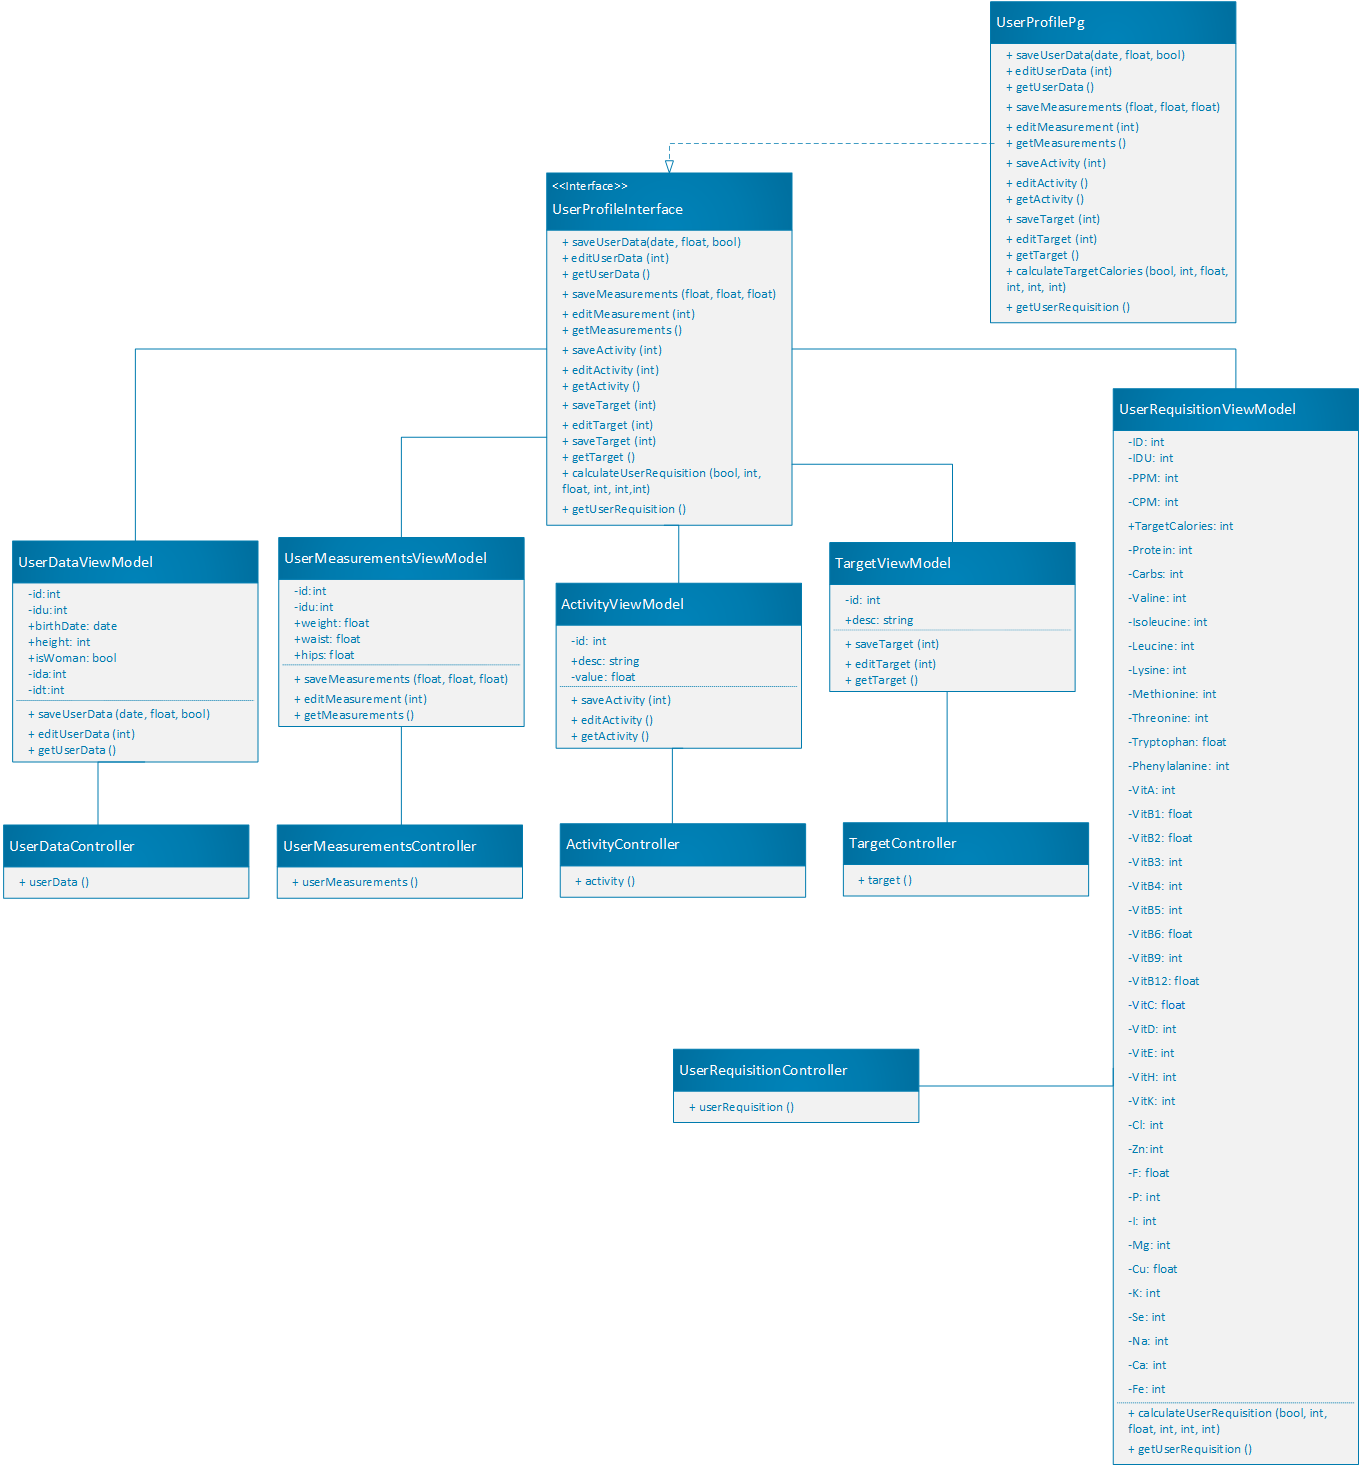 UserProfilePg
+ saveUserData(date, float, bool)
+ editUserData (int)
+ getUserData ()
+ saveMeasurements (float, float, float)
+ editMeasurement (int)
+ getMeasurements ()
+ saveActivity (int)
+ editActivity ()
+ getActivity ()
+ saveTarget (int)
+ editTarget (int)
+ getTarget ()
+ calculateTargetCalories (bool, int, float,
int, int, int)
+ getUserRequisition ()
<<Interface>>
UserProfileInterface
+ saveUserData(date, float, bool)
+ editUserData (int)
+ getUserData ()
+ saveMeasurements (float, float, float)
+ editMeasurement (int)
+ getMeasurements ()
+ saveActivity (int)
+ editActivity (int)
+ getActivity ()
+ saveTarget (int)
+ editTarget (int)
+ saveTarget (int)
+ getTarget ()
+ calculateUserRequisition (bool, int,
float, int, int,int)
+ getUserRequisition ()
UserDataViewModel
-id:int
-idu:int
+birthDate: date
+height: int
+isWoman: bool
-ida:int
-idt:int
+ saveUserData (date, float, bool)
+ editUserData (int)
+ getUserData ()
UserMeasurementsViewModel
-id:int
-idu:int
+weight: float
+waist: float
+hips: float
+ saveMeasurements (float, float, float)
+ editMeasurement (int)
+ getMeasurements ()
ActivityViewModel
-id: int
+desc: string
-value: float
+ saveActivity (int)
+ editActivity ()
+ getActivity ()
TargetViewModel
-id: int
+desc: string
+ saveTarget (int)
+ editTarget (int)
+ getTarget ()
UserDataController
+ userData ()
UserMeasurementsController
+ userMeasurements ()
ActivityController
+ activity ()
TargetController
+ target ()
UserRequisitionController
+ userRequisition ()
UserRequisitionViewModel
-ID: int
-IDU: int
-PPM: int
-CPM: int
+TargetCalories: int
-Protein: int
-Carbs: int
-Valine: int
-Isoleucine: int
-Leucine: int
-Lysine: int
-Methionine: int
-Threonine: int
-Tryptophan: float
-Phenylalanine: int
-VitA: int
-VitB1: float
-VitB2: float
-VitB3: int
-VitB4: int
-VitB5: int
-VitB6: float
-VitB9: int
-VitB12: float
-VitC: float
-VitD: int
-VitE: int
-VitH: int
-VitK: int
-Cl: int
-Zn:int
-F: float
-P: int
-I: int
-Mg: int
-Cu: float
-K: int
-Se: int
-Na: int
-Ca: int
-Fe: int
+ calculateUserRequisition (bool, int,
float, int, int, int)
+ getUserRequisition ()